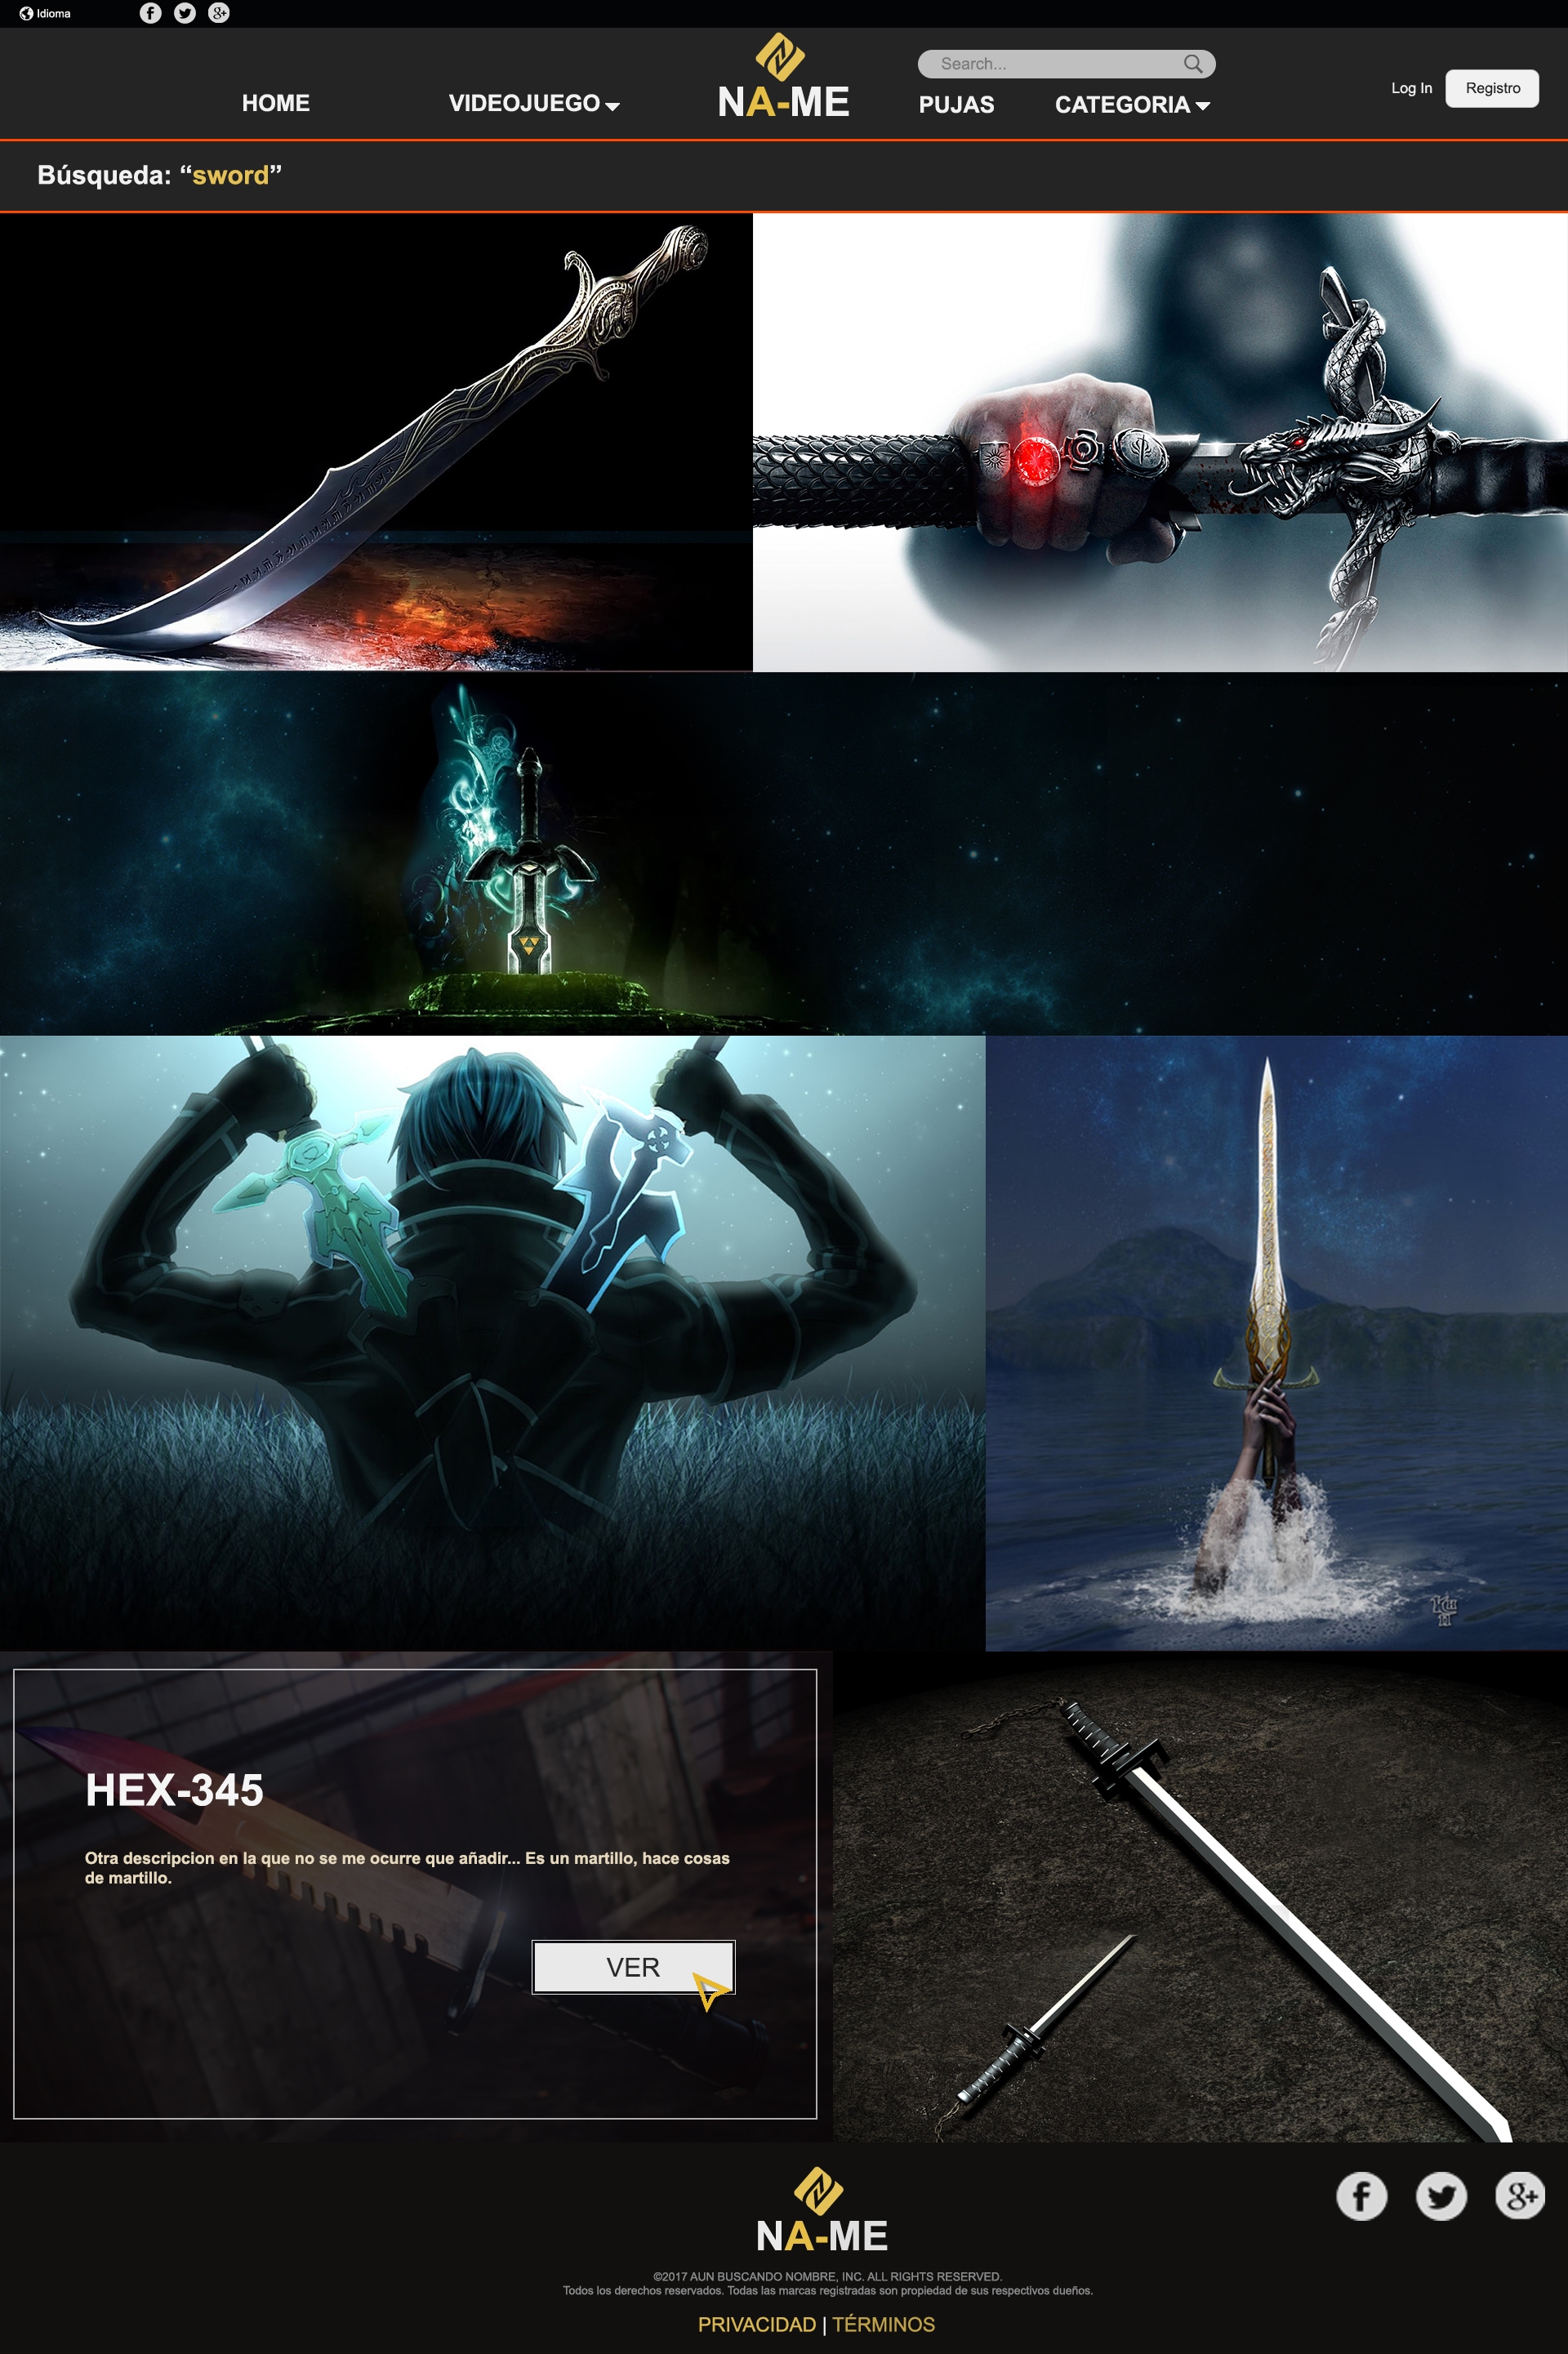 Idioma
Search...
HOME
VIDEOJUEGO
NA-ME
PUJAS
CATEGORIA
Log In
Registro
Búsqueda: “sword”
HEX-345
Otra descripcion en la que no se me ocurre que añadir... Es un martillo, hace cosas
de martillo.
VER
NA-ME
©2017 AUN BUSCANDO NOMBRE, INC. ALL RIGHTS RESERVED.
Todos los derechos reservados. Todas las marcas registradas son propiedad de sus respectivos dueños.
PRIVACIDAD | TÉRMINOS